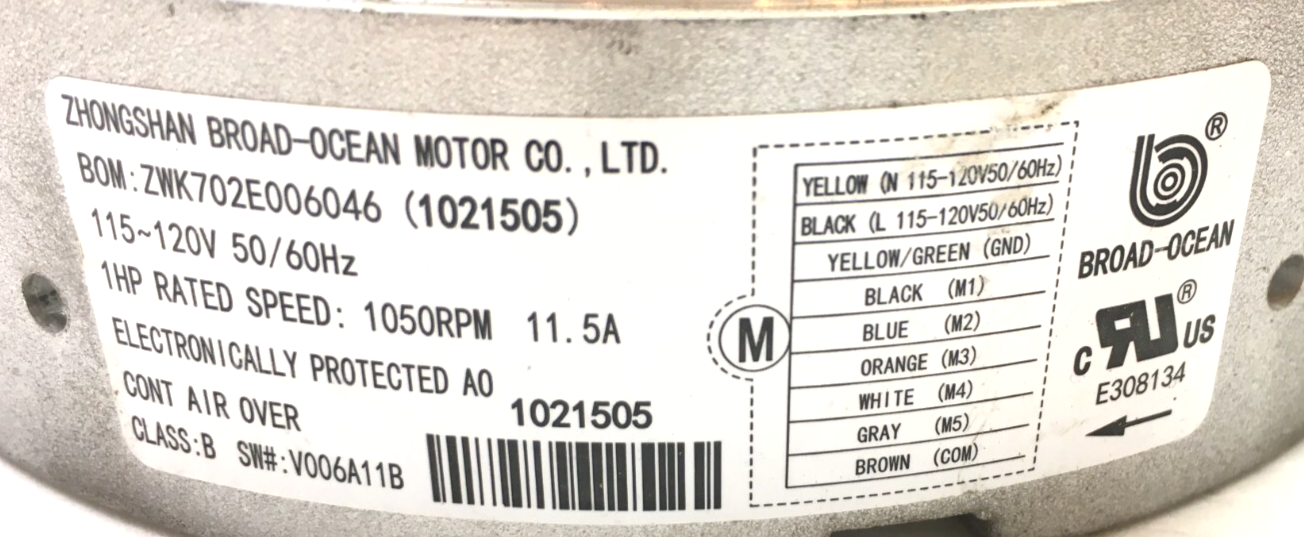 ZHONGSHAN BROAD-OCEAN MOTOR CO., LTD.
BOM:ZWK702E006046 (1021505)
115~120V 50/60Hz
1HP RATED SPEED: 1050RPM 11.5A
ELECTRONICALLY PROTECTED AO
CONT AIR OVER
CLASS:B SW#:V006A11B
1021505
M
YELLOW (N 115-120V50/60Hz)
BLACK (L 115-120V50/60Hz)
YELLOW/GREEN (GND)
BLACK (M1)
BLUE (M2)
ORANGE (M3)
WHITE (M4)
GRAY (M5)
BROWN (COM)
®
BROAD-OCEAN
®
c RU US
E308134